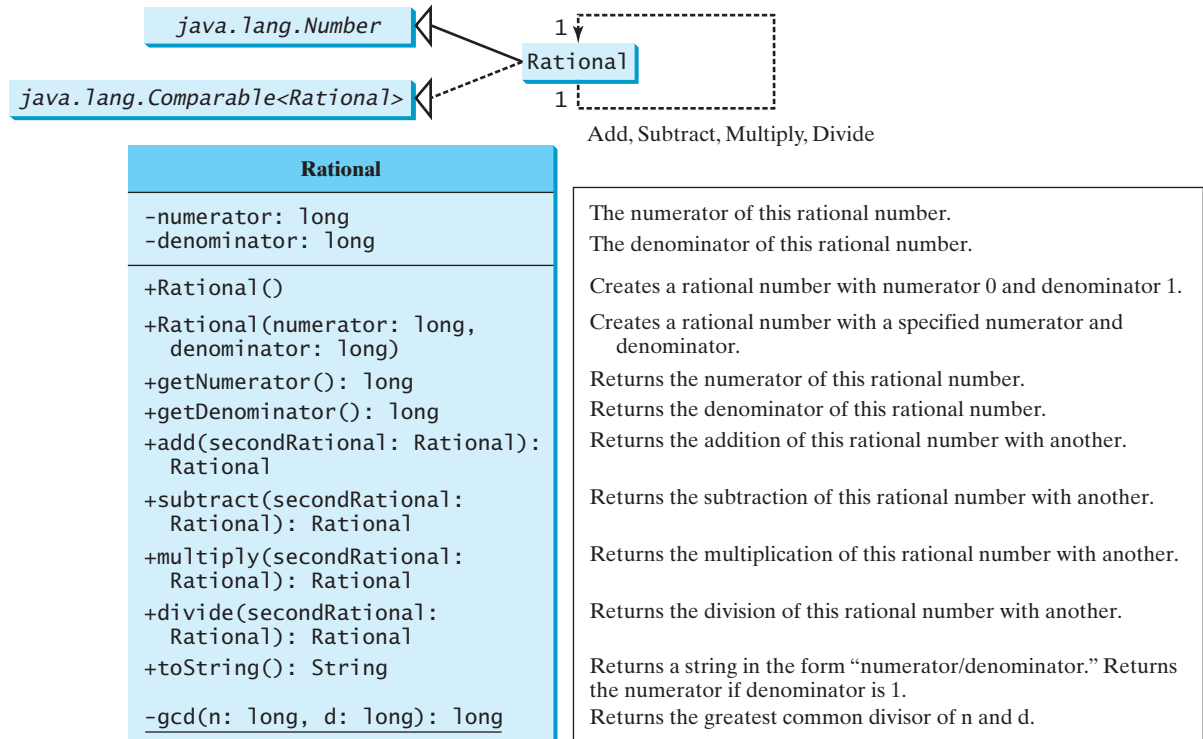 java.lang.Number
1
Rational
java.lang.Comparable<Rational>
1
Add, Subtract, Multiply, Divide
Rational
-numerator: long
-denominator: long
The numerator of this rational number.
The denominator of this rational number.
+Rational()
Creates a rational number with numerator 0 and denominator 1.
+Rational(numerator: long,
denominator: long)
Creates a rational number with a specified numerator and
denominator.
+getNumerator(): long
Returns the numerator of this rational number.
+getDenominator(): long
Returns the denominator of this rational number.
+add(secondRational: Rational):
Rational
Returns the addition of this rational number with another.
+subtract(secondRational:
Rational): Rational
Returns the subtraction of this rational number with another.
+multiply(secondRational:
Rational): Rational
Returns the multiplication of this rational number with another.
+divide(secondRational:
Rational): Rational
Returns the division of this rational number with another.
+toString(): String
Returns a string in the form “numerator/denominator.” Returns
the numerator if denominator is 1.
-gcd(n: long, d: long): long
Returns the greatest common divisor of n and d.